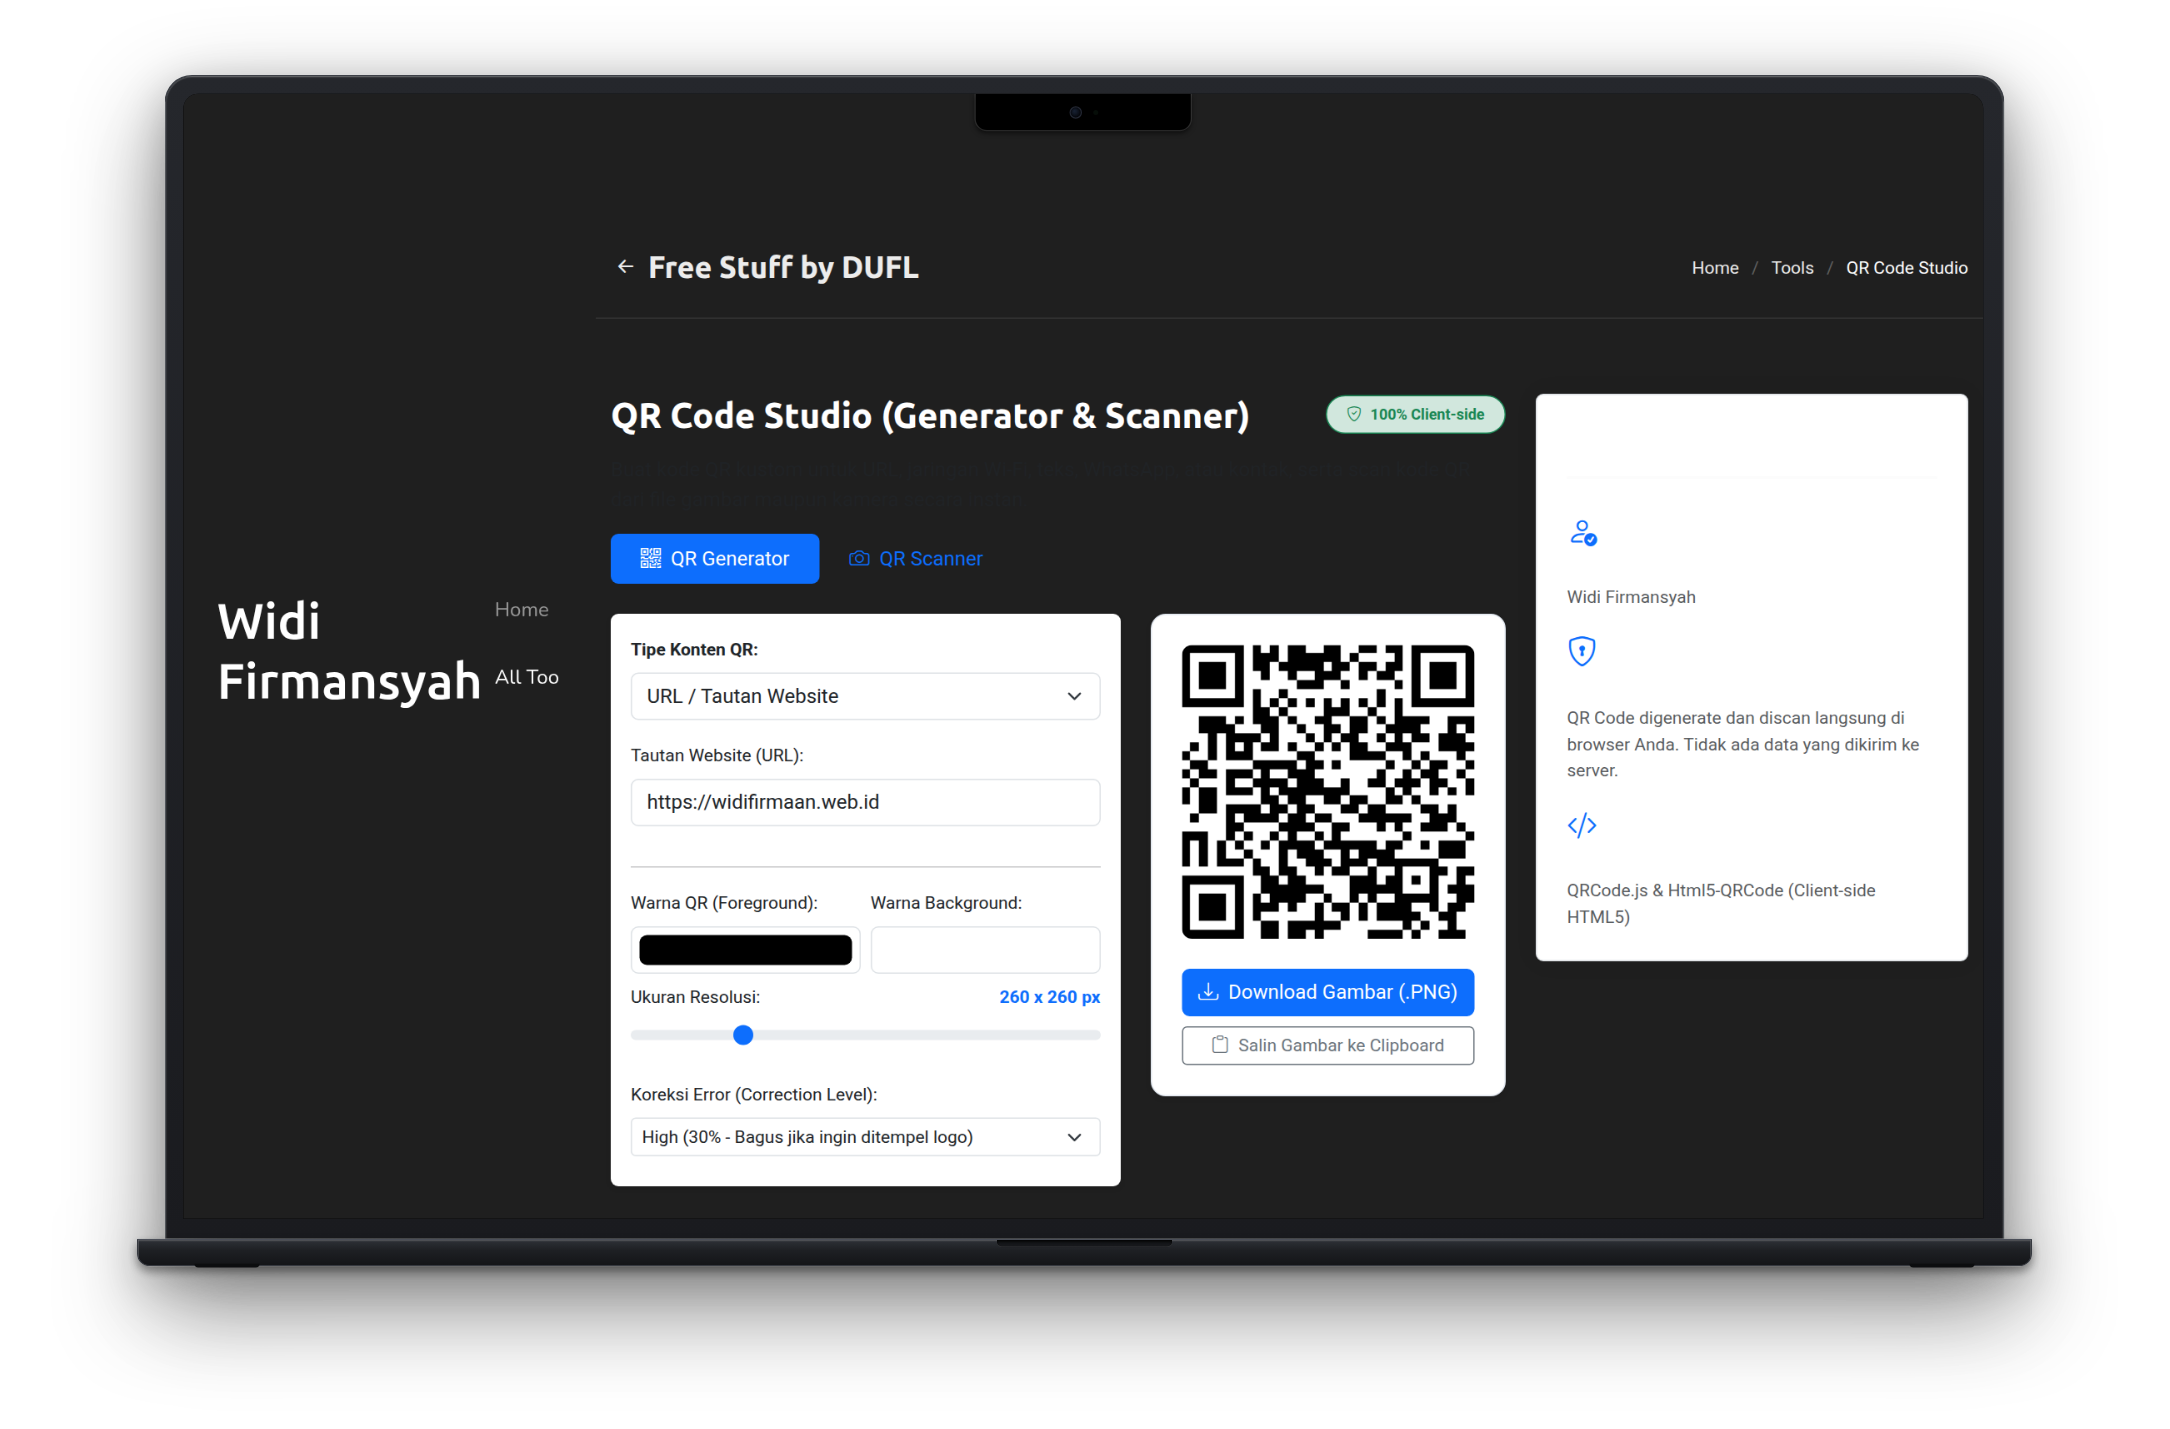 Free Stuff by DUFL
Home / Tools / QR Code Studio
Widi
Firmansyah
Home
All Too
QR Code Studio (Generator & Scanner)
100% Client-side
QR Generator
QR Scanner
Tipe Konten QR:
URL / Tautan Website
Tautan Website (URL):
https://widifirmaan.web.id
Warna QR (Foreground):
Warna Background:
Ukuran Resolusi:
260 x 260 px
Koreksi Error (Correction Level):
High (30% - Bagus jika ingin ditempel logo)
Download Gambar (.PNG)
Salin Gambar ke Clipboard
Widi Firmansyah
QR Code digenerate dan discan langsung di
browser Anda. Tidak ada data yang dikirim ke
server.
QRCode.js & Html5-QRCode (Client-side
HTML5)